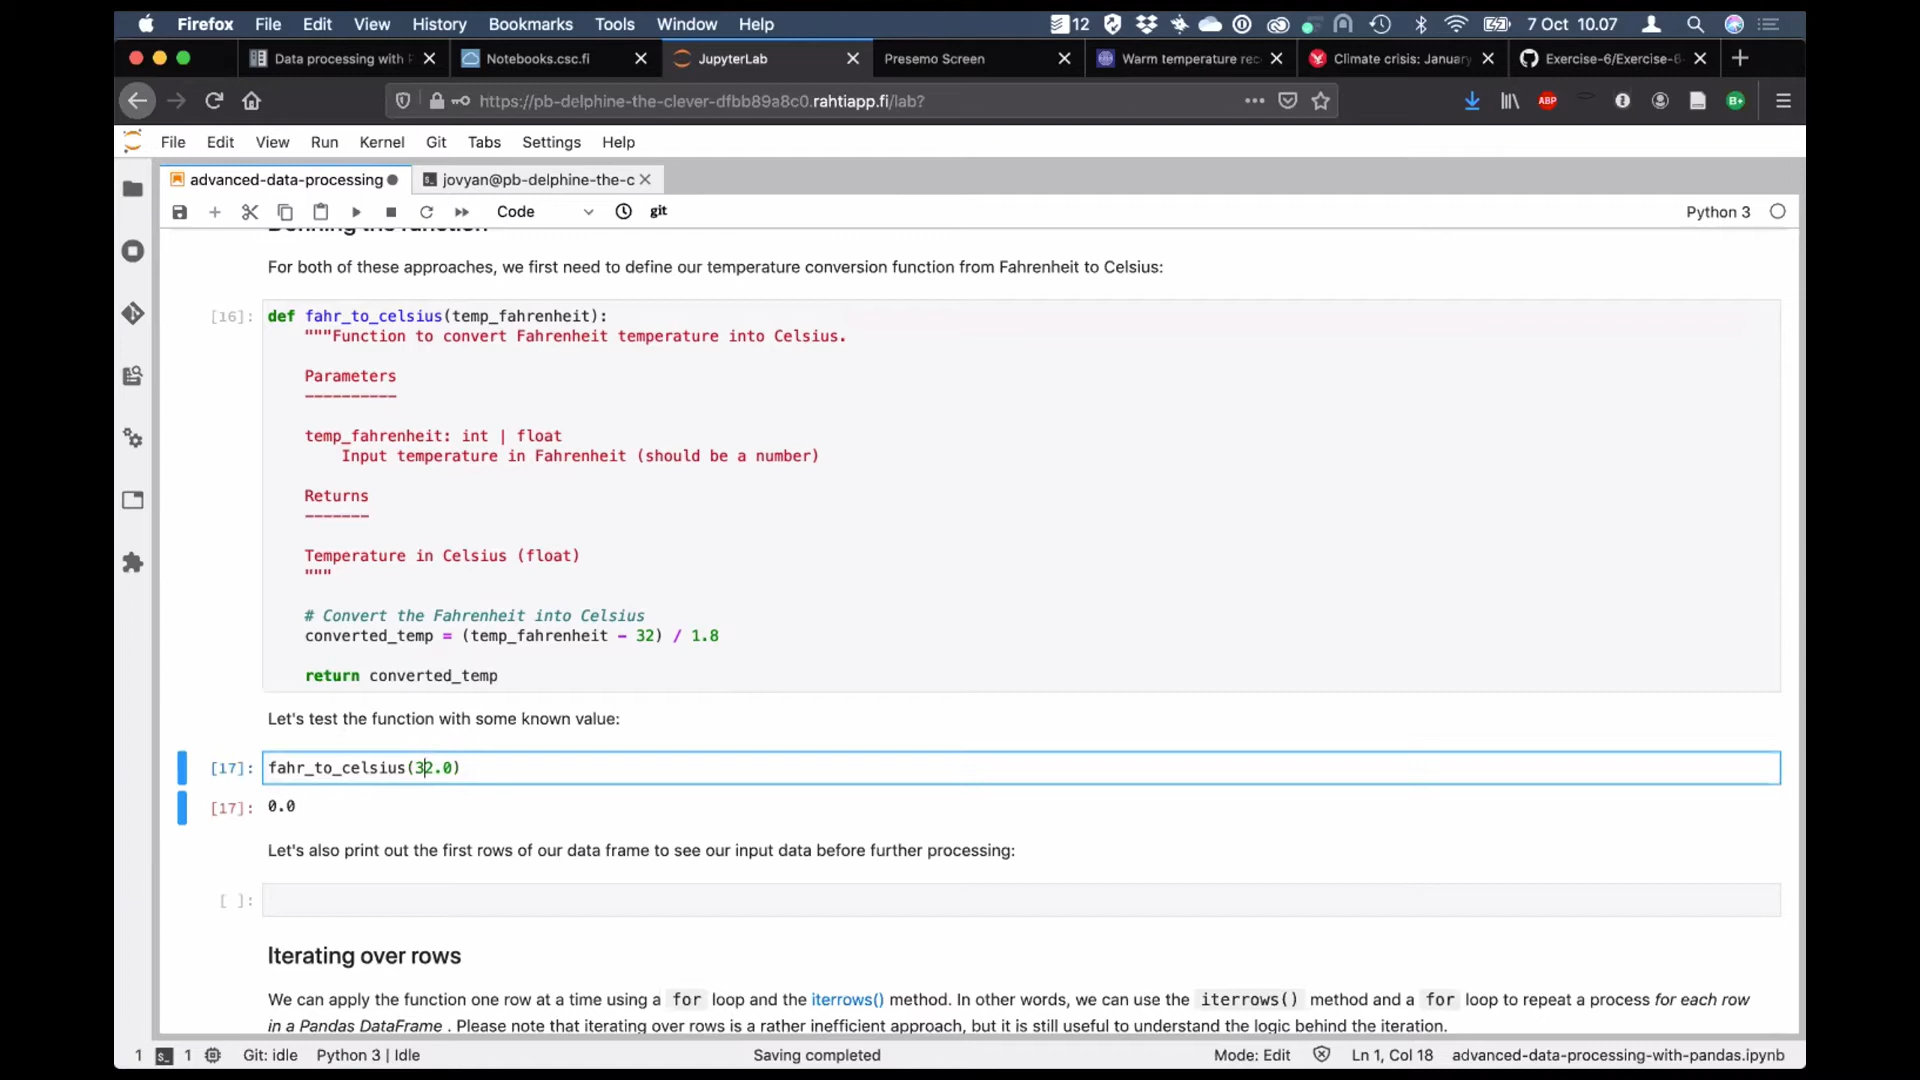 Firefox File Edit View History Bookmarks Tools Window Help 12 7 Oct 10.07
Data processing with P Notebooks.csc.fi JupyterLab Presemo Screen Warm temperature rec Climate crisis: January Exercise-6/Exercise-6-
https://pb-delphine-the-clever-dfbb89a8c0.rahtiapp.fi/lab? ABP B+
File Edit View Run Kernel Git Tabs Settings Help
advanced-data-processing jovyan@pb-delphine-the-c
Code git Python 3
Defining the function
For both of these approaches, we first need to define our temperature conversion function from Fahrenheit to Celsius:
[16]: def fahr_to_celsius(temp_fahrenheit):
"""Function to convert Fahrenheit temperature into Celsius.
Parameters
----------
temp_fahrenheit: int | float
Input temperature in Fahrenheit (should be a number)
Returns
-------
Temperature in Celsius (float)
"""
# Convert the Fahrenheit into Celsius
converted_temp = (temp_fahrenheit - 32) / 1.8
return converted_temp
Let's test the function with some known value:
[17]: fahr_to_celsius(32.0)
[17]: 0.0
Let's also print out the first rows of our data frame to see our input data before further processing:
[ ]:
Iterating over rows
We can apply the function one row at a time using a for loop and the iterrows() method. In other words, we can use the iterrows() method and a for loop to repeat a process for each row
in a Pandas DataFrame . Please note that iterating over rows is a rather inefficient approach, but it is still useful to understand the logic behind the iteration.
1 1 Git: idle Python 3 | Idle Saving completed Mode: Edit Ln 1, Col 18 advanced-data-processing-with-pandas.ipynb